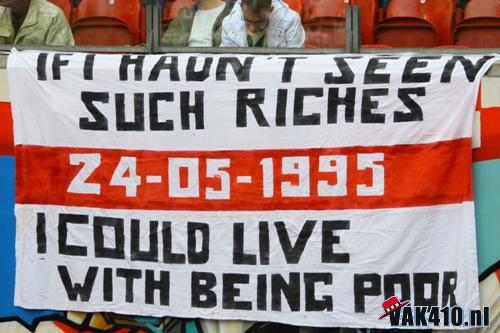 IF I HADN'T SEEN
SUCH RICHES
24-05-1995
I COULD LIVE
WITH BEING POOR
VAK410.nl